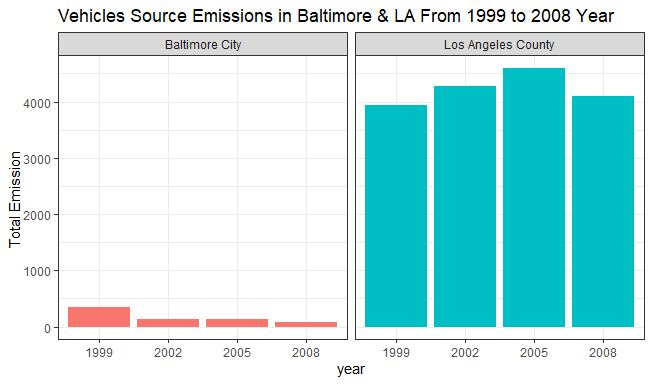 Vehicles Source Emissions in Baltimore & LA From 1999 to 2008 Year
Baltimore City
Los Angeles County
Total Emission
4000
3000
2000
1000
0
1999 2002 2005 2008
1999 2002 2005 2008
year